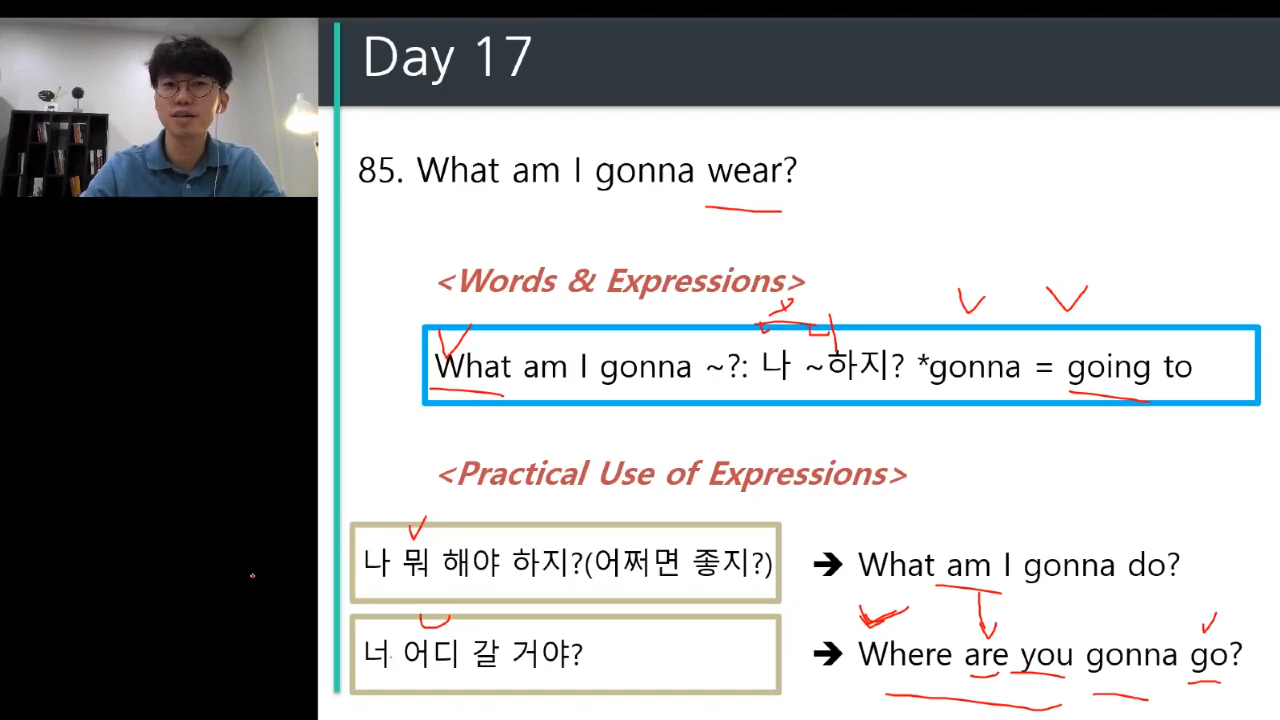 Day 17
85. What am I gonna wear?
<Words & Expressions>
What am I gonna ~?: 나 ~하지? *gonna = going to
<Practical Use of Expressions>
나 뭐 해야 하지?(어쩌면 좋지?) → What am I gonna do?
너 어디 갈 거야? → Where are you gonna go?